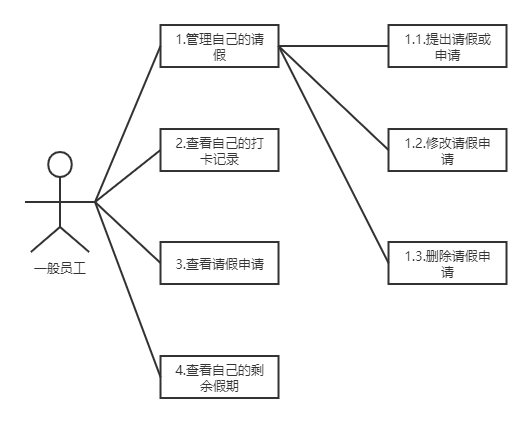 1.管理自己的请
假
1.1.提出请假或
申请
2.查看自己的打
卡记录
1.2.修改请假申
请
一般员工
3.查看请假申请
1.3.删除请假申
请
4.查看自己的剩
余假期